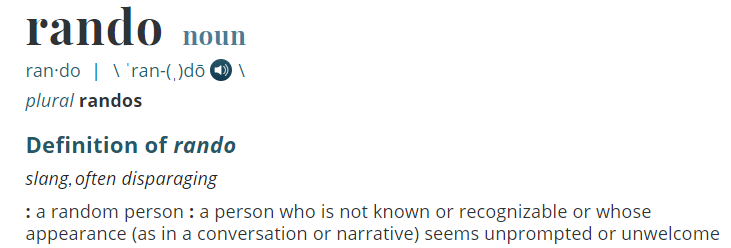 rando noun
ran·do | \ ˈran-(ˌ)dō \
plural randos
Definition of rando
slang, often disparaging
: a random person : a person who is not known or recognizable or whose
appearance (as in a conversation or narrative) seems unprompted or unwelcome